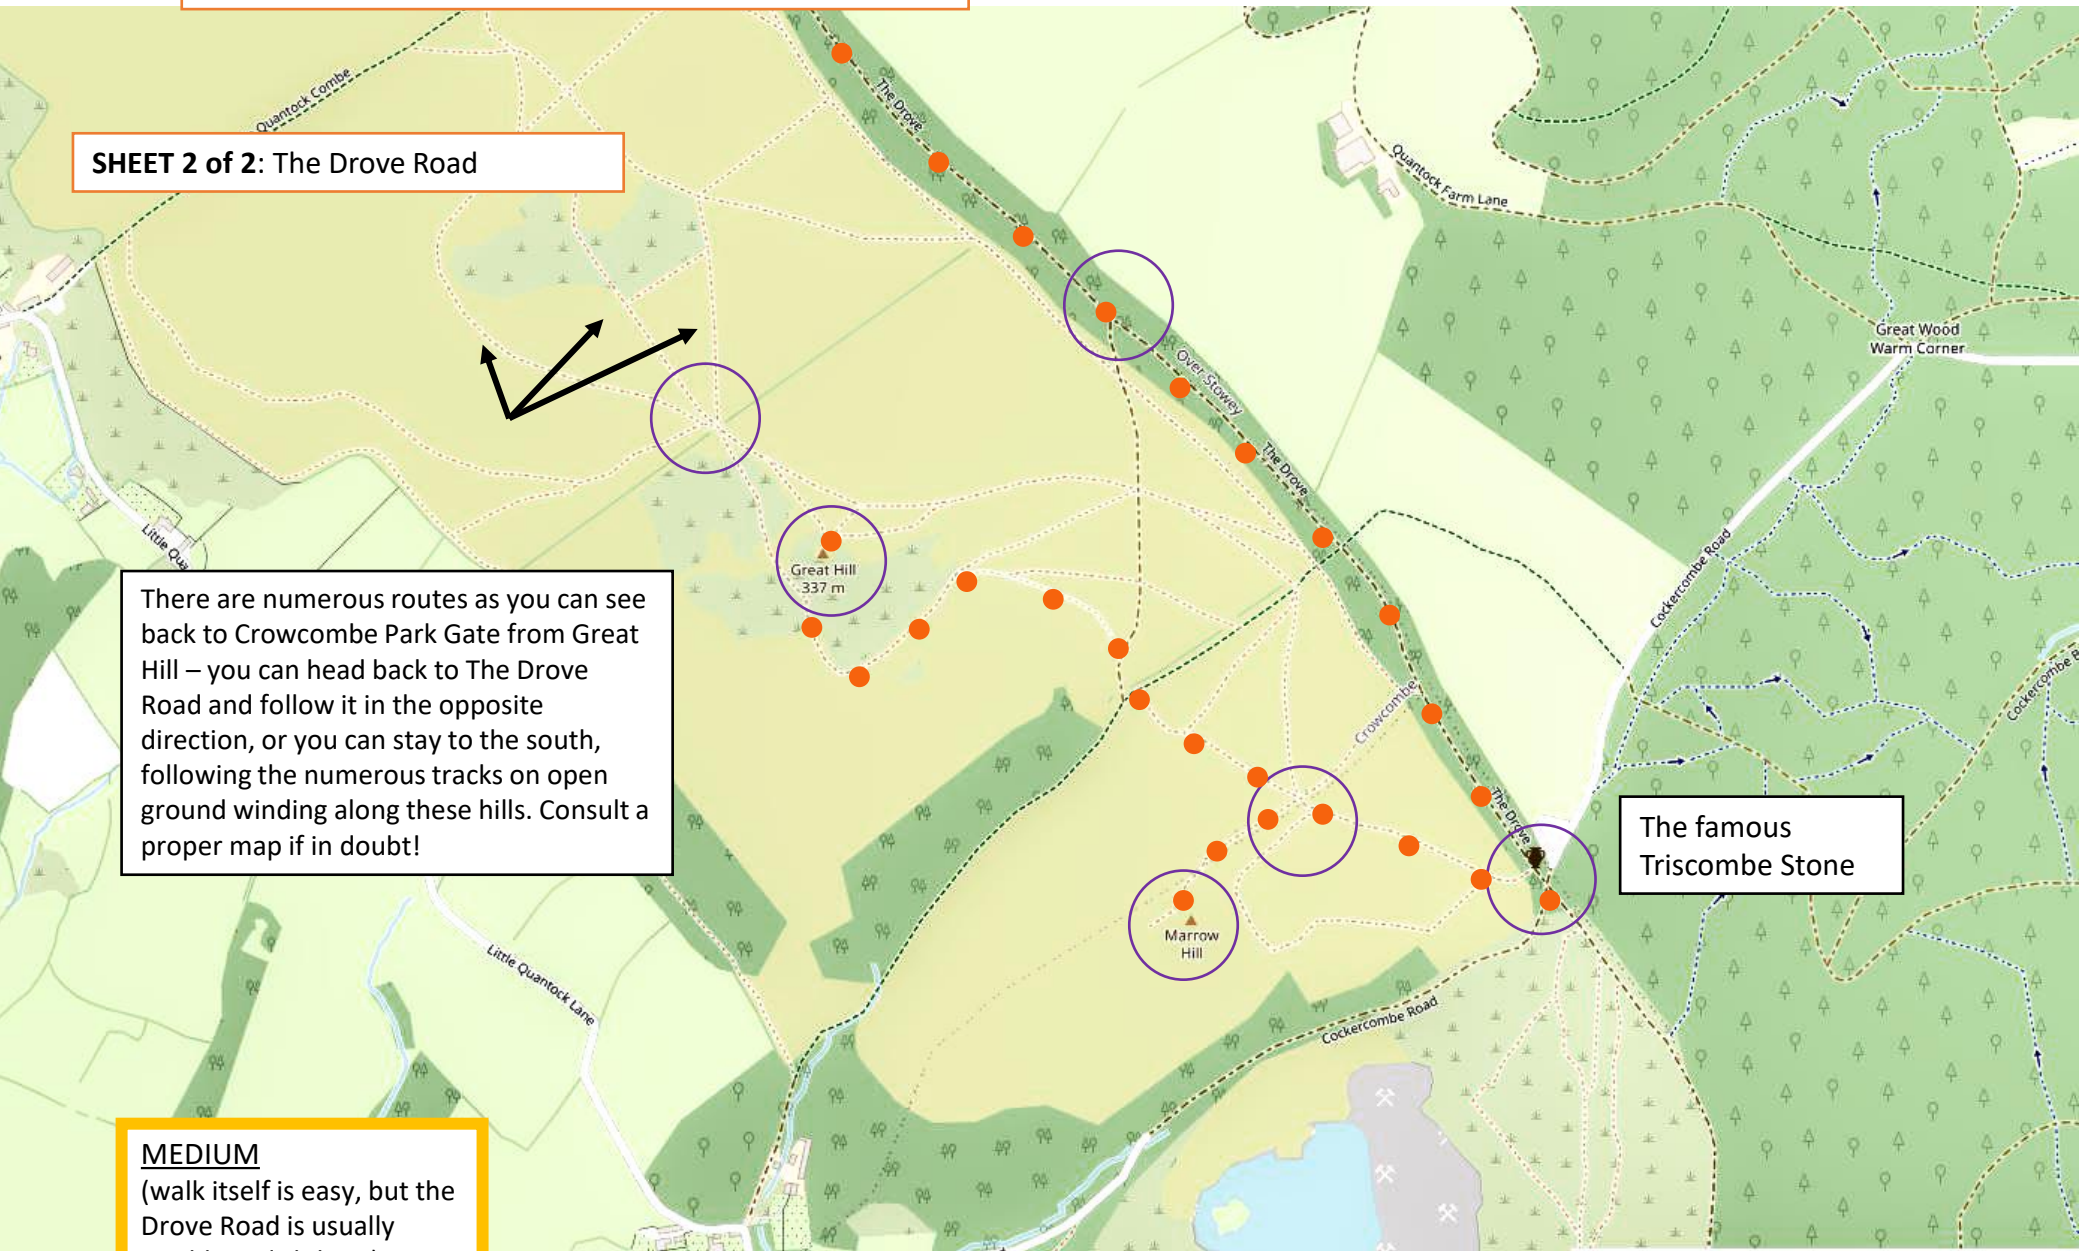 The Drove
Quantock Combe
SHEET 2 of 2: The Drove Road
Quantock Farm Lane
Great Wood
Warm Corner
Over Stowey
The Drove
Great Hill
337 m
Little Qua
Cockercombe Road
There are numerous routes as you can see
back to Crowcombe Park Gate from Great
Hill – you can head back to The Drove
Road and follow it in the opposite
direction, or you can stay to the south,
following the numerous tracks on open
ground winding along these hills. Consult a
proper map if in doubt!
Crowcombe
Cockercombe B
The Drove
The famous
Triscombe Stone
Marrow
Hill
Little Quantock Lane
Cockercombe Road
MEDIUM
(walk itself is easy, but the
Drove Road is usually